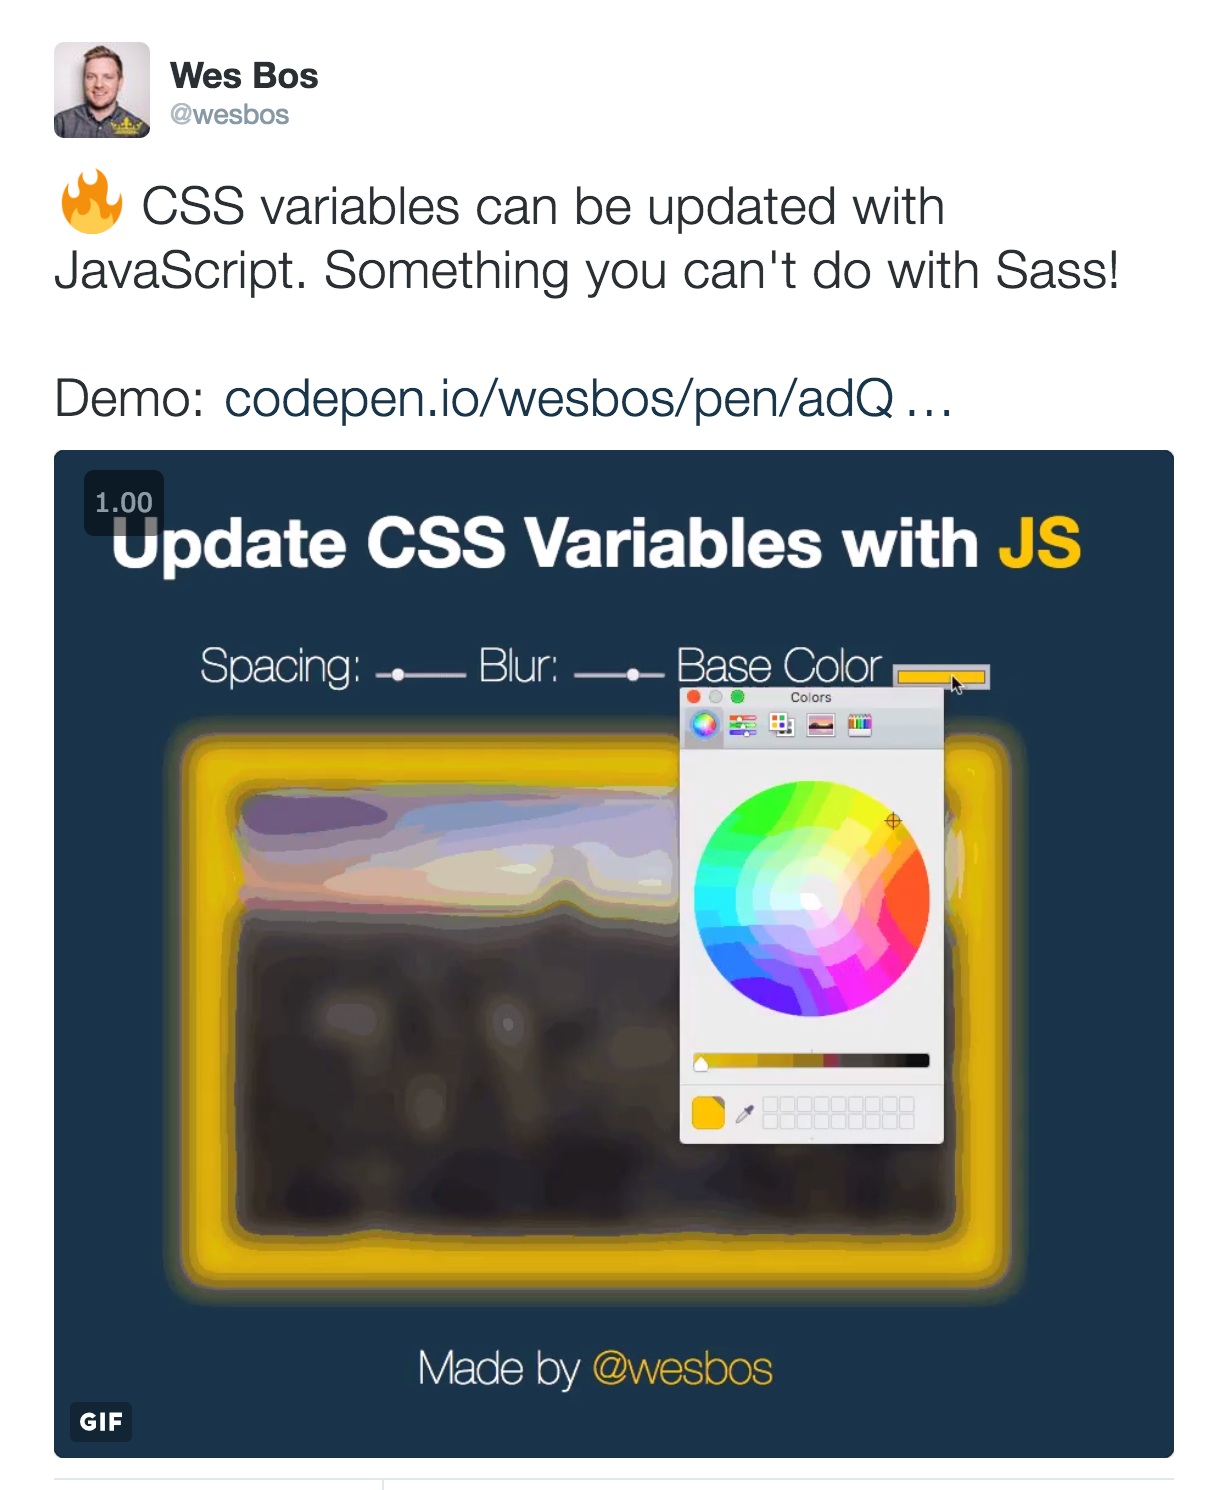 Wes Bos
@wesbos
🔥 CSS variables can be updated with
JavaScript. Something you can't do with Sass!
Demo: codepen.io/wesbos/pen/adQ…
1.00
Update CSS Variables with JS
Spacing: Blur: Base Color
Colors
Made by @wesbos
GIF